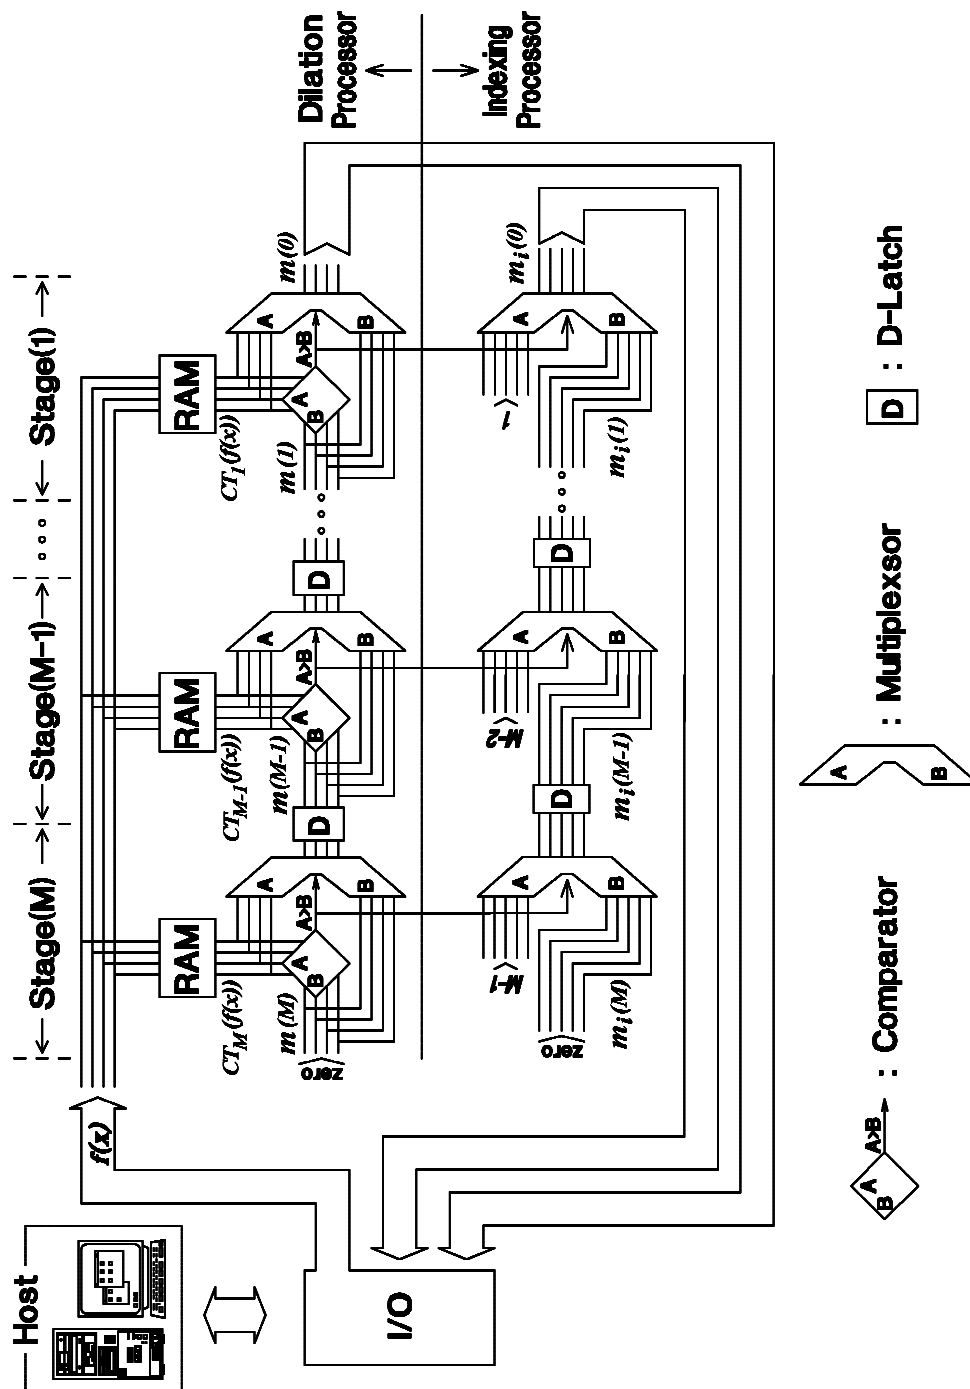 Host
I/O
f(x)
Stage(M)
Stage(M-1)
Stage(1)
RAM
RAM
RAM
CT_M(f(x))
CT_{M-1}(f(x))
CT_1(f(x))
m(M)
m(M-1)
m(1)
m(0)
zero
A
B
A>B
A
B
D
A
B
A>B
A
B
D
A
B
A>B
A
B
Dilation
Processor
Indexing
Processor
M-1
M-2
1
zero
A
B
D
A
B
D
A
B
m_i(M)
m_i(M-1)
m_i(1)
m_i(0)
A
B
A>B
: Comparator
A
B
: Multiplexsor
D
: D-Latch